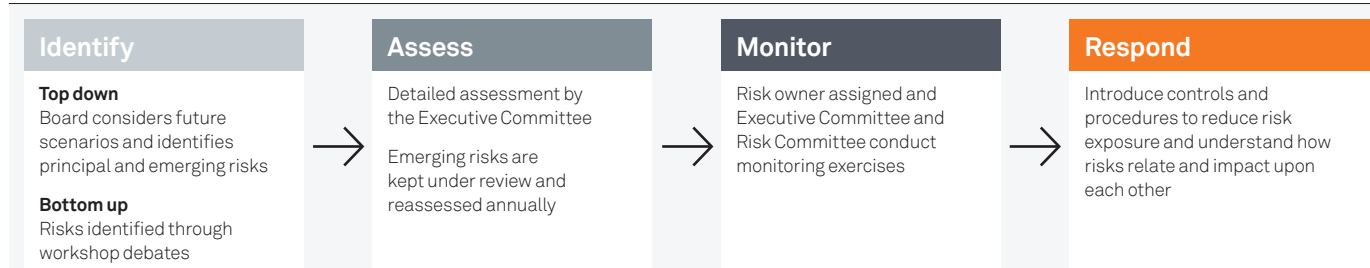 Identify
Top down
Board considers future
scenarios and identifies
principal and emerging risks
Bottom up
Risks identified through
workshop debates
Assess
Detailed assessment by
the Executive Committee
Emerging risks are
kept under review and
reassessed annually
Monitor
Risk owner assigned and
Executive Committee and
Risk Committee conduct
monitoring exercises
Respond
Introduce controls and
procedures to reduce risk
exposure and understand how
risks relate and impact upon
each other